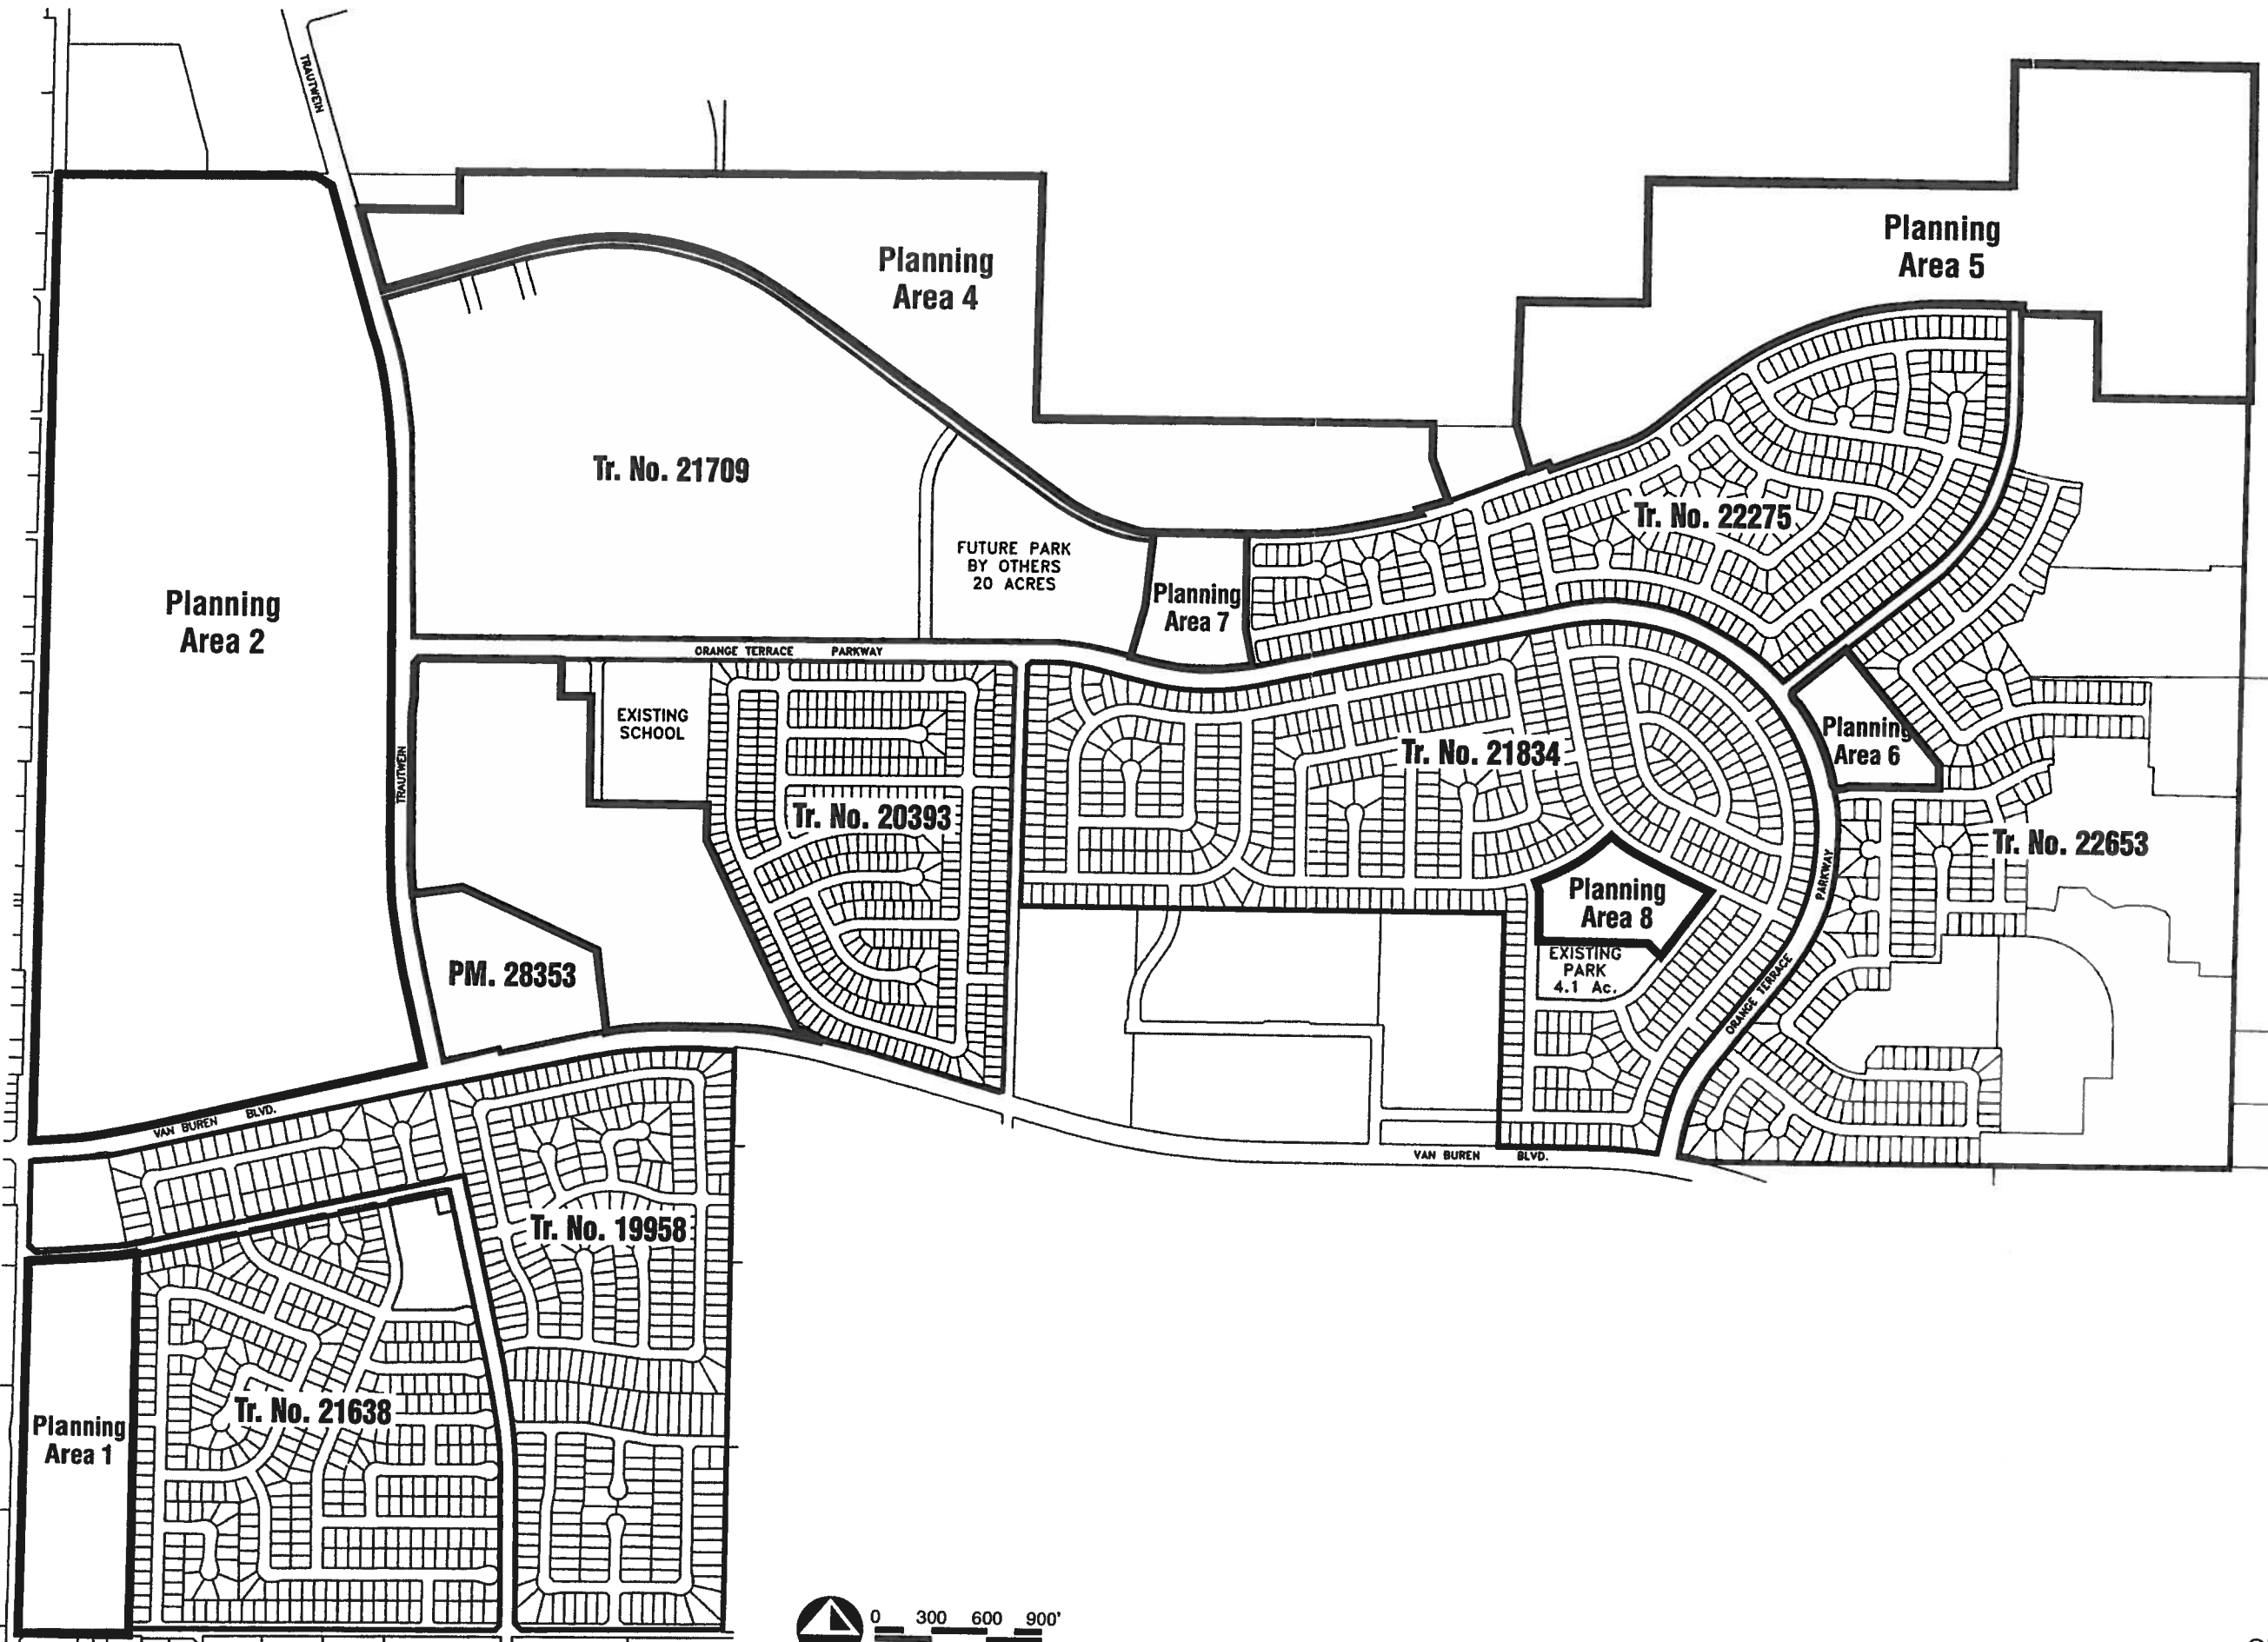 TRAUTWEIN
Planning
Area 5
Planning
Area 4
Tr. No. 21709
Tr. No. 22275
FUTURE PARK
BY OTHERS
20 ACRES
Planning
Area 7
Planning
Area 2
ORANGE TERRACE PARKWAY
EXISTING
SCHOOL
Planning
Area 6
TRAUTWEIN
Tr. No. 21834
Tr. No. 20393
Tr. No. 22653
PARKWAY
Planning
Area 8
EXISTING
PARK
4.1 Ac.
PM. 28353
ORANGE TERRACE
VAN BUREN BLVD.
VAN BUREN BLVD.
Tr. No. 19958
Tr. No. 21638
Planning
Area 1
0 300 600 900'